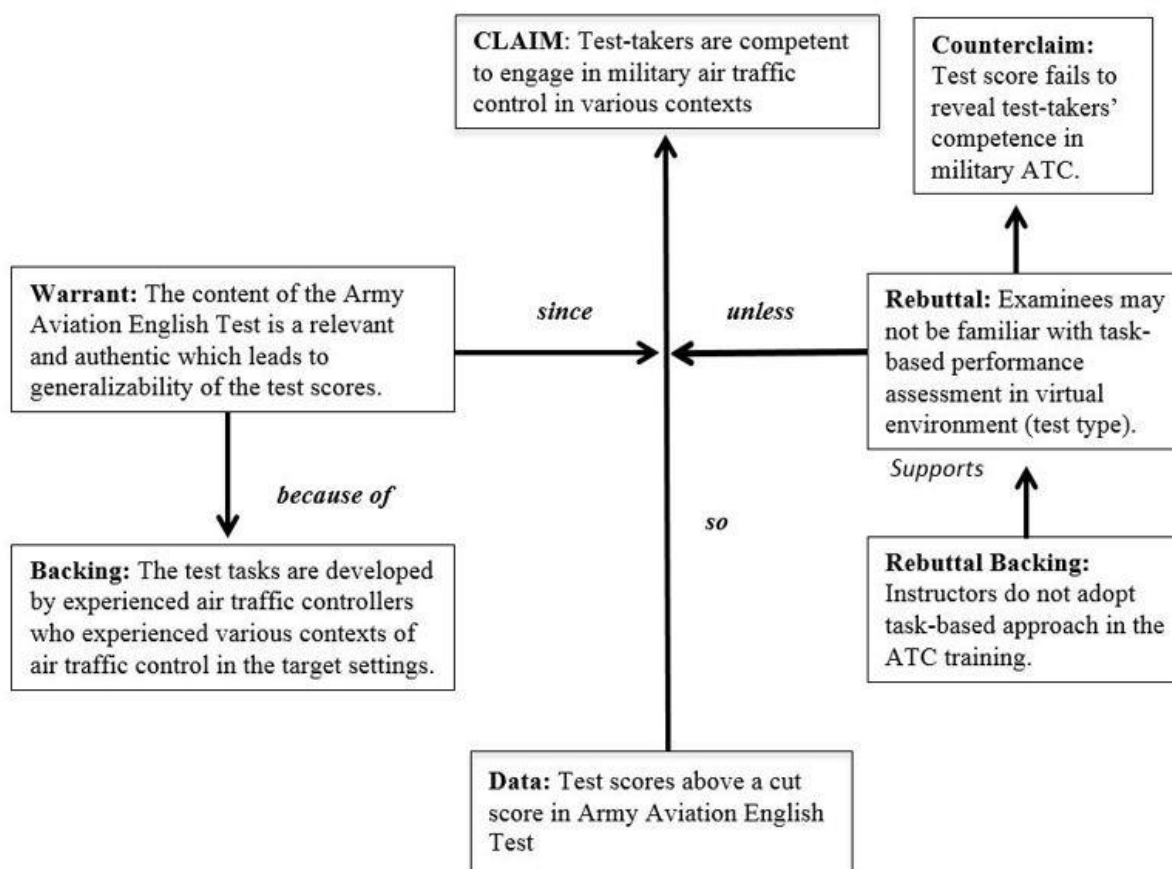 CLAIM: Test-takers are competent
to engage in military air traffic
control in various contexts
Counterclaim:
Test score fails to
reveal test-takers’
competence in
military ATC.
Warrant: The content of the Army
Aviation English Test is a relevant
and authentic which leads to
generalizability of the test scores.
since
unless
Rebuttal: Examinees may
not be familiar with task-
based performance
assessment in virtual
environment (test type).
because of
Supports
so
Backing: The test tasks are developed
by experienced air traffic controllers
who experienced various contexts of
air traffic control in the target settings.
Rebuttal Backing:
Instructors do not adopt
task-based approach in the
ATC training.
Data: Test scores above a cut
score in Army Aviation English
Test